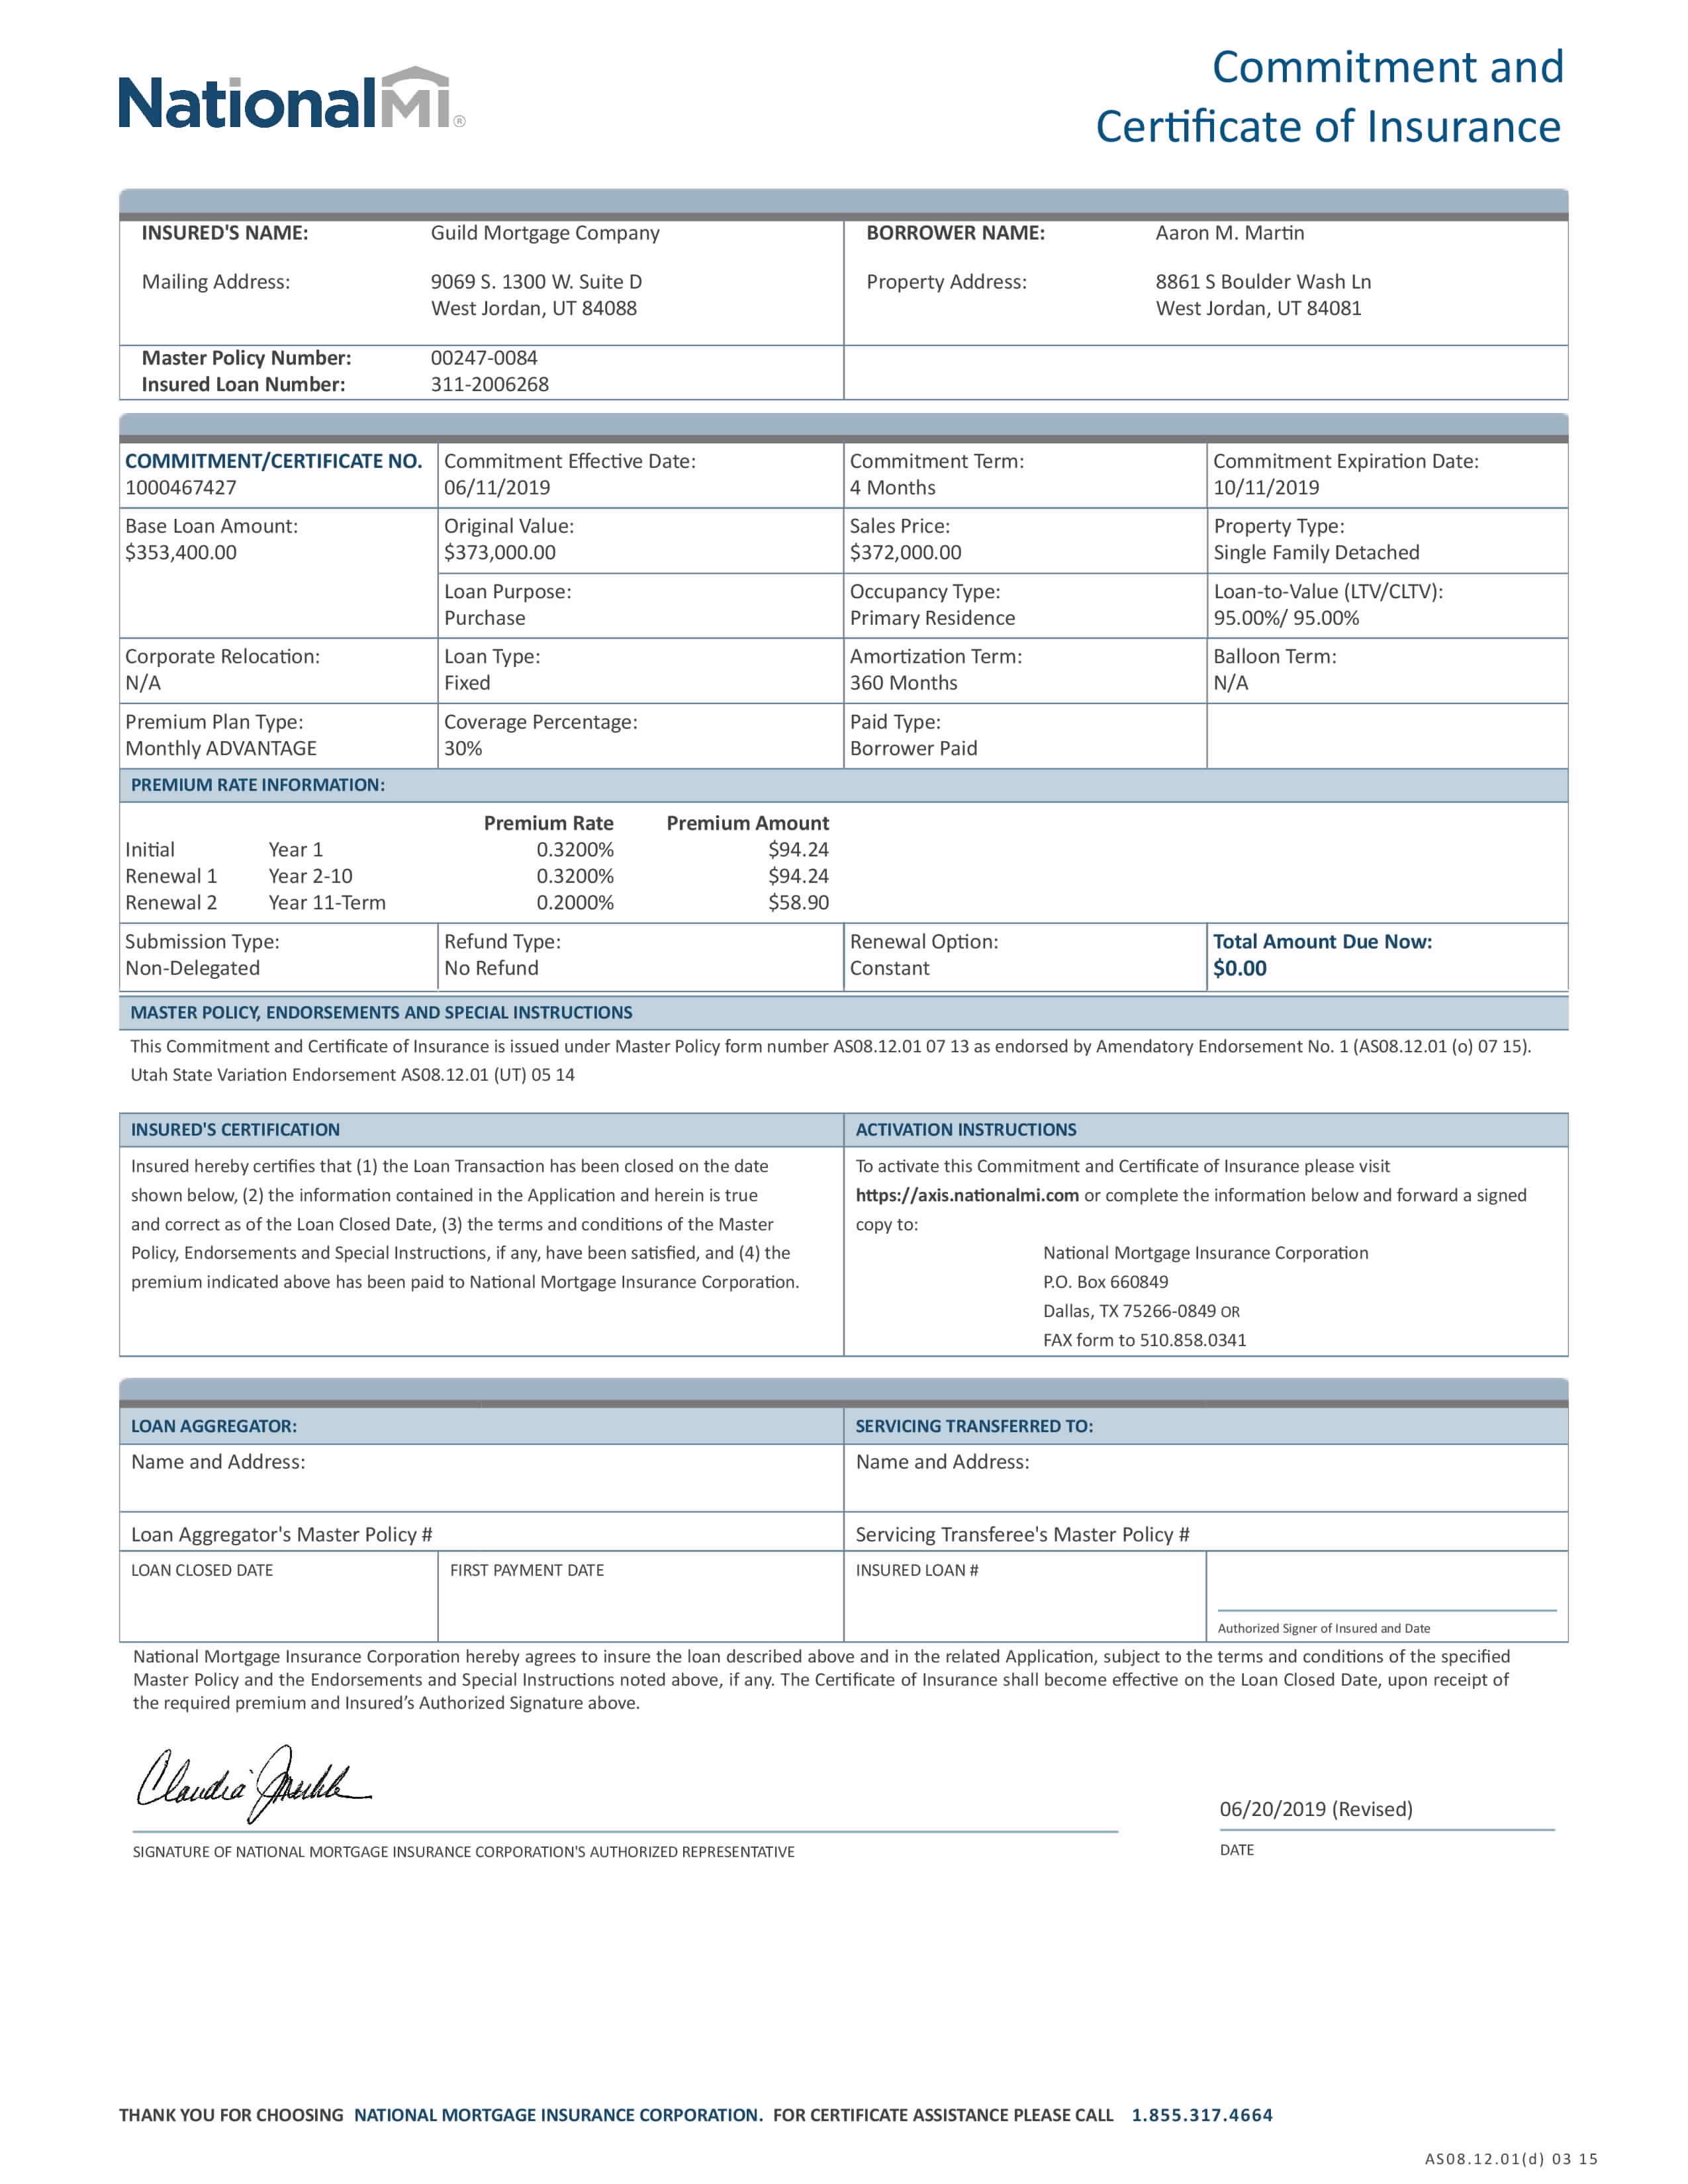 NationalMI®
Commitment and
Certificate of Insurance
INSURED'S NAME: Guild Mortgage Company
Mailing Address: 9069 S. 1300 W. Suite D
West Jordan, UT 84088
BORROWER NAME: Aaron M. Martin
Property Address: 8861 S Boulder Wash Ln
West Jordan, UT 84081
Master Policy Number: 00247-0084
Insured Loan Number: 311-2006268
COMMITMENT/CERTIFICATE NO.
1000467427
Commitment Effective Date:
06/11/2019
Commitment Term:
4 Months
Commitment Expiration Date:
10/11/2019
Base Loan Amount:
$353,400.00
Original Value:
$373,000.00
Sales Price:
$372,000.00
Property Type:
Single Family Detached
Loan Purpose:
Purchase
Occupancy Type:
Primary Residence
Loan-to-Value (LTV/CLTV):
95.00%/ 95.00%
Corporate Relocation:
N/A
Loan Type:
Fixed
Amortization Term:
360 Months
Balloon Term:
N/A
Premium Plan Type:
Monthly ADVANTAGE
Coverage Percentage:
30%
Paid Type:
Borrower Paid
PREMIUM RATE INFORMATION:
Premium Rate Premium Amount
Initial Year 1 0.3200% $94.24
Renewal 1 Year 2-10 0.3200% $94.24
Renewal 2 Year 11-Term 0.2000% $58.90
Submission Type:
Non-Delegated
Refund Type:
No Refund
Renewal Option:
Constant
Total Amount Due Now:
$0.00
MASTER POLICY, ENDORSEMENTS AND SPECIAL INSTRUCTIONS
This Commitment and Certificate of Insurance is issued under Master Policy form number AS08.12.01 07 13 as endorsed by Amendatory Endorsement No. 1 (AS08.12.01 (o) 07 15).
Utah State Variation Endorsement AS08.12.01 (UT) 05 14
INSURED'S CERTIFICATION
Insured hereby certifies that (1) the Loan Transaction has been closed on the date
shown below, (2) the information contained in the Application and herein is true
and correct as of the Loan Closed Date, (3) the terms and conditions of the Master
Policy, Endorsements and Special Instructions, if any, have been satisfied, and (4) the
premium indicated above has been paid to National Mortgage Insurance Corporation.
ACTIVATION INSTRUCTIONS
To activate this Commitment and Certificate of Insurance please visit
https://axis.nationalmi.com or complete the information below and forward a signed
copy to:
National Mortgage Insurance Corporation
P.O. Box 660849
Dallas, TX 75266-0849 OR
FAX form to 510.858.0341
LOAN AGGREGATOR:
Name and Address:
Loan Aggregator's Master Policy #
SERVICING TRANSFERRED TO:
Name and Address:
Servicing Transferee's Master Policy #
LOAN CLOSED DATE
FIRST PAYMENT DATE
INSURED LOAN #
Authorized Signer of Insured and Date
National Mortgage Insurance Corporation hereby agrees to insure the loan described above and in the related Application, subject to the terms and conditions of the specified
Master Policy and the Endorsements and Special Instructions noted above, if any. The Certificate of Insurance shall become effective on the Loan Closed Date, upon receipt of
the required premium and Insured’s Authorized Signature above.
Claudia
06/20/2019 (Revised)
SIGNATURE OF NATIONAL MORTGAGE INSURANCE CORPORATION'S AUTHORIZED REPRESENTATIVE
DATE
THANK YOU FOR CHOOSING NATIONAL MORTGAGE INSURANCE CORPORATION. FOR CERTIFICATE ASSISTANCE PLEASE CALL 1.855.317.4664
AS08.12.01(d) 03 15